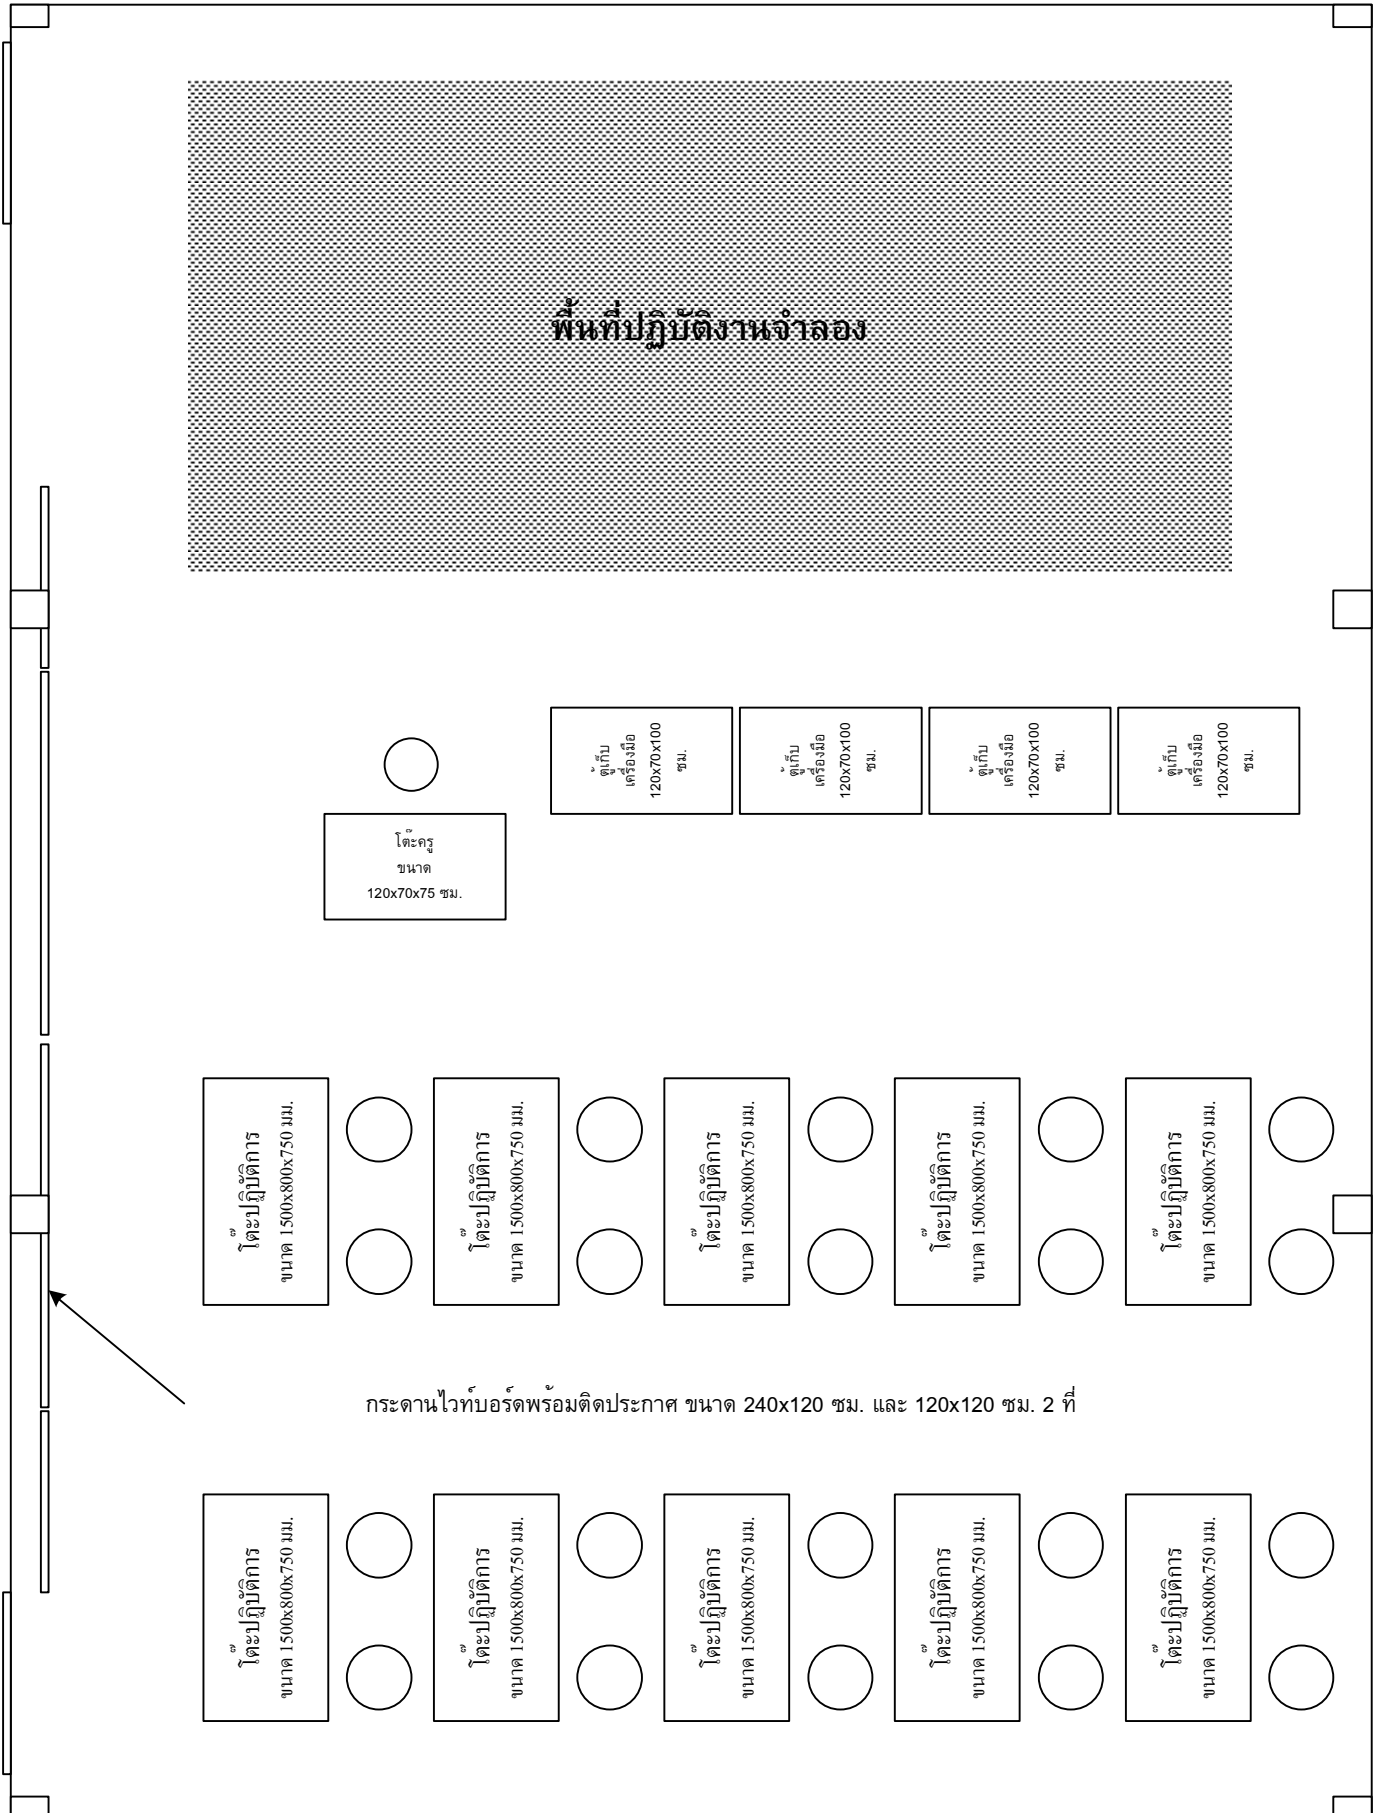 พื้นที่ปฏิบัติงานจำลอง
ตู้เก็บ
เครื่องมือ
120x70x100
ซม.
ตู้เก็บ
เครื่องมือ
120x70x100
ซม.
ตู้เก็บ
เครื่องมือ
120x70x100
ซม.
ตู้เก็บ
เครื่องมือ
120x70x100
ซม.
โต๊ะครู
ขนาด
120x70x75 ซม.
โต๊ะปฏิบัติการ
ขนาด 1500x800x750 มม.
โต๊ะปฏิบัติการ
ขนาด 1500x800x750 มม.
โต๊ะปฏิบัติการ
ขนาด 1500x800x750 มม.
โต๊ะปฏิบัติการ
ขนาด 1500x800x750 มม.
โต๊ะปฏิบัติการ
ขนาด 1500x800x750 มม.
กระดานไวท์บอร์ดพร้อมติดประกาศ ขนาด 240x120 ซม. และ 120x120 ซม. 2 ที่
โต๊ะปฏิบัติการ
ขนาด 1500x800x750 มม.
โต๊ะปฏิบัติการ
ขนาด 1500x800x750 มม.
โต๊ะปฏิบัติการ
ขนาด 1500x800x750 มม.
โต๊ะปฏิบัติการ
ขนาด 1500x800x750 มม.
โต๊ะปฏิบัติการ
ขนาด 1500x800x750 มม.